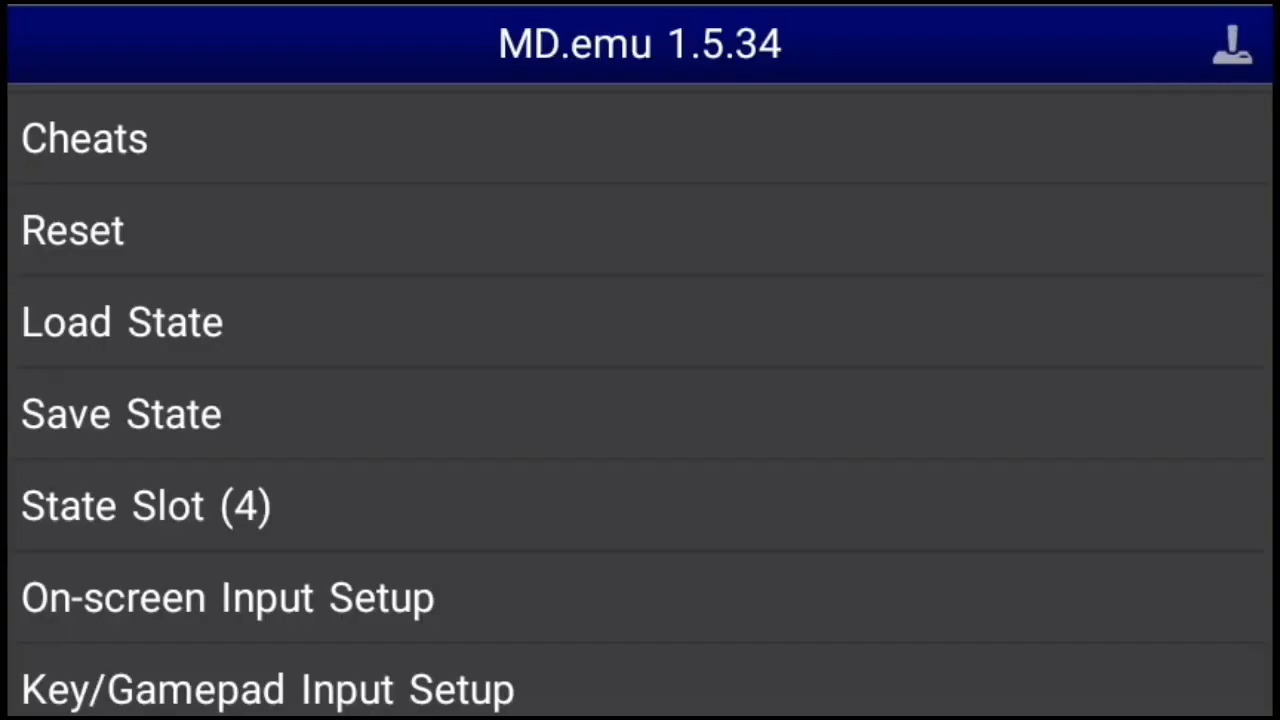 MD.emu 1.5.34
Cheats
Reset
Load State
Save State
State Slot (4)
On-screen Input Setup
Key/Gamepad Input Setup